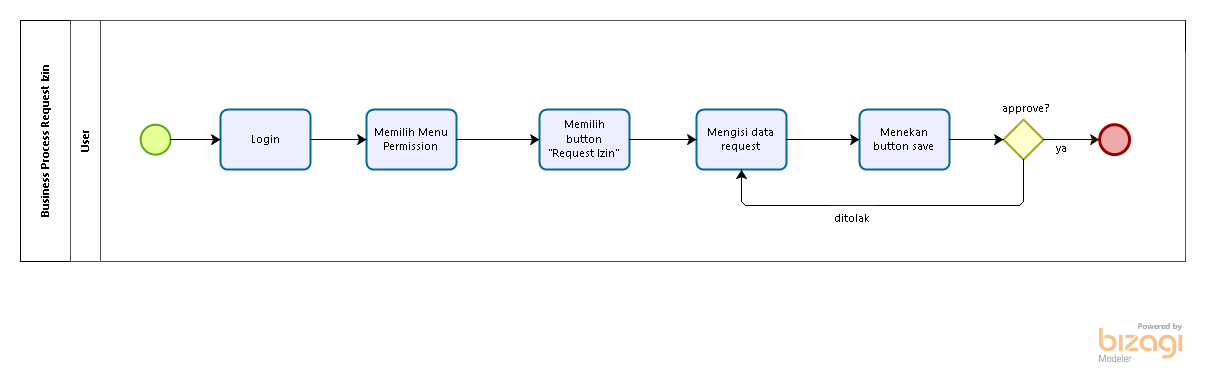 Business Process Request Izin
User
Login
Memilih Menu
Permission
Memilih
button
"Request Izin"
Mengisi data
request
Menekan
button save
approve?
ya
ditolak
Powered by
bizagi
Modeler